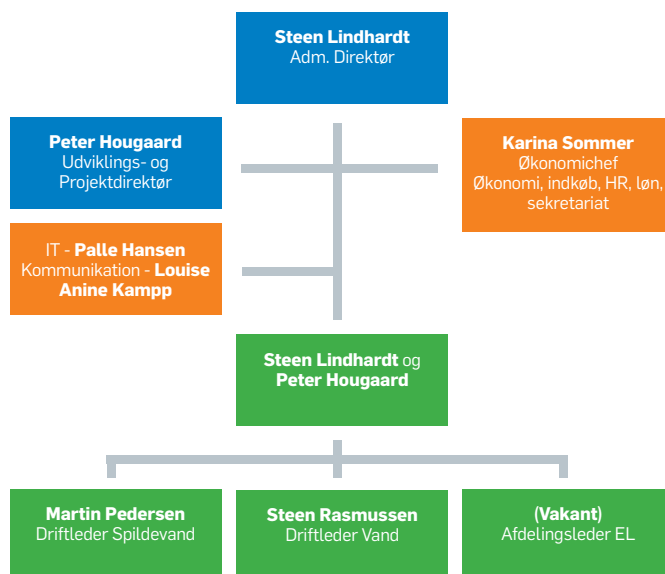 Steen Lindhardt
Adm. Direktør
Peter Hougaard
Udviklings- og
Projektdirektør
Karina Sommer
Økonomichef
Økonomi, indkøb, HR, løn,
sekretariat
IT - Palle Hansen
Kommunikation - Louise
Anine Kampp
Steen Lindhardt og
Peter Hougaard
Martin Pedersen
Driftleder Spildevand
Steen Rasmussen
Driftleder Vand
(Vakant)
Afdelingsleder EL